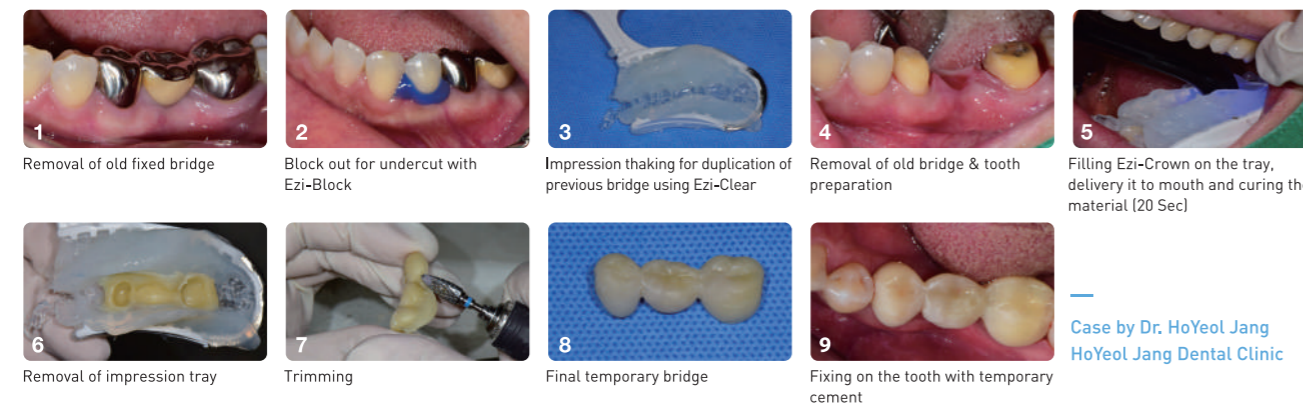 1
Removal of old fixed bridge
2
Block out for undercut with
Ezi-Block
3
Impression thaking for duplication of
previous bridge using Ezi-Clear
4
Removal of old bridge & tooth
preparation
5
Filling Ezi-Crown on the tray,
delivery it to mouth and curing the
material (20 Sec)
6
Removal of impression tray
7
Trimming
8
Final temporary bridge
9
Fixing on the tooth with temporary
cement
Case by Dr. HoYeol Jang
HoYeol Jang Dental Clinic